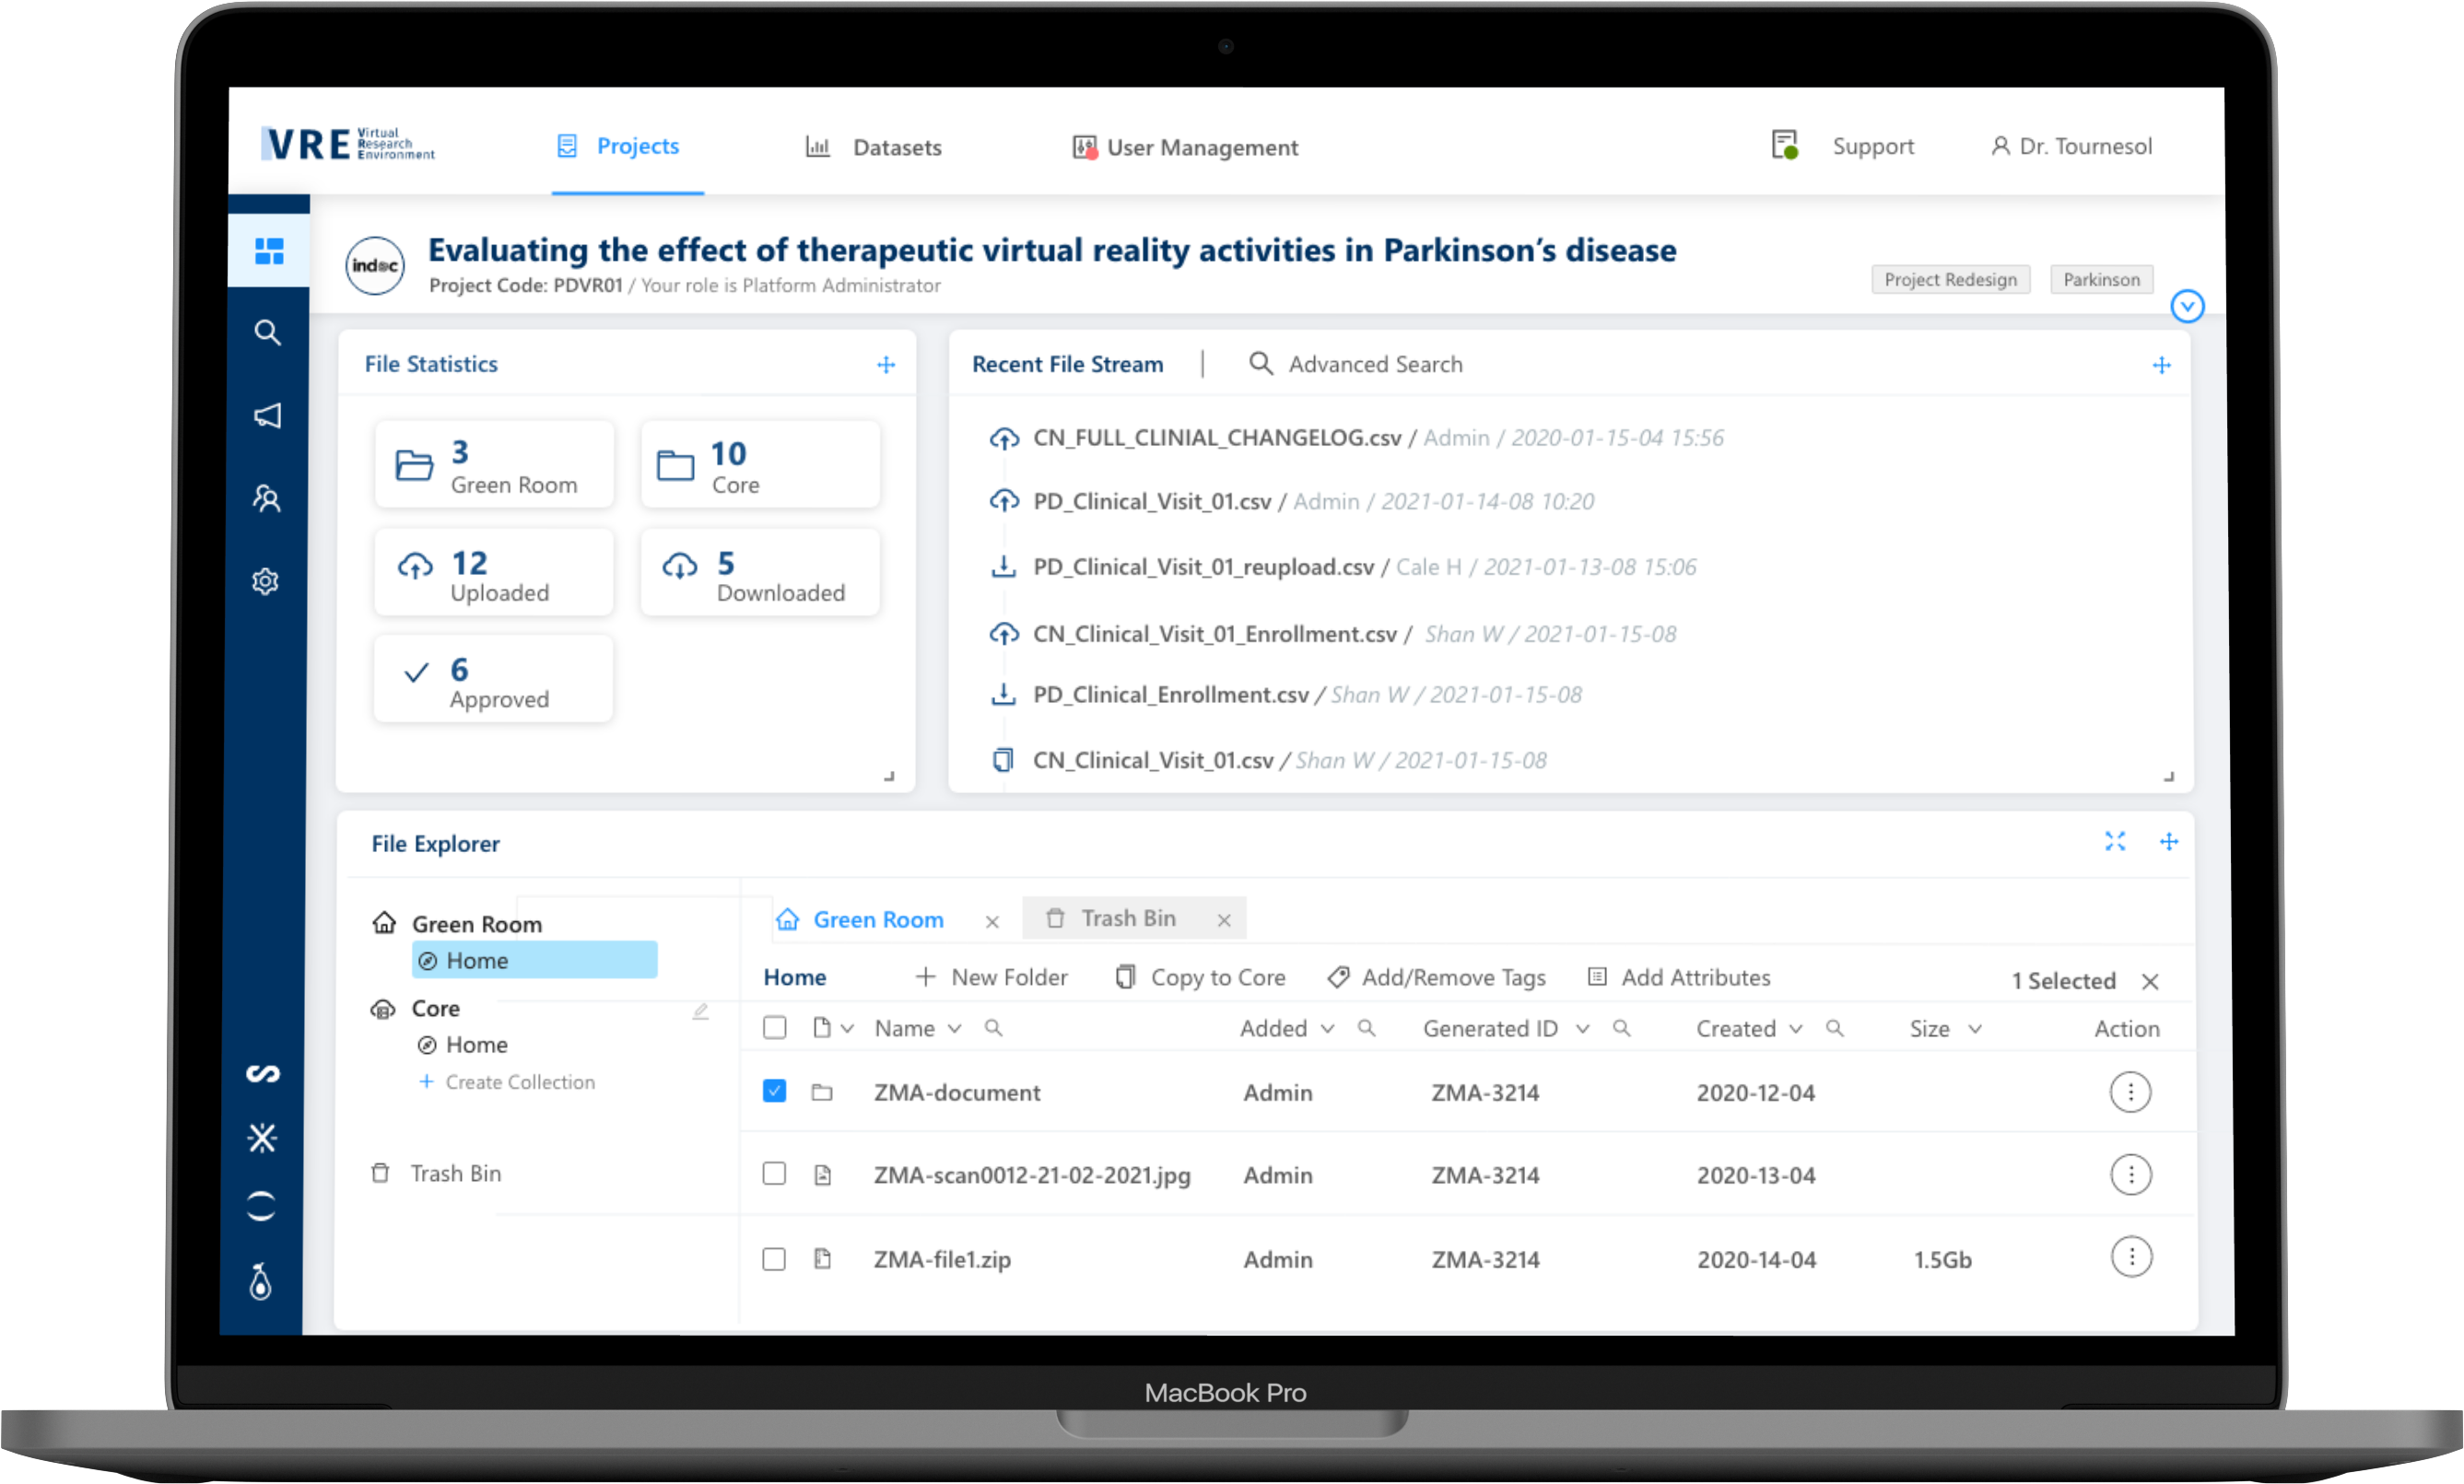 VRE Virtual Research Environment
Projects
Datasets
User Management
Support
Dr. Tournesol
indoc
Evaluating the effect of therapeutic virtual reality activities in Parkinson’s disease
Project Code: PDVR01 / Your role is Platform Administrator
Project Redesign
Parkinson
File Statistics
3
Green Room
10
Core
12
Uploaded
5
Downloaded
6
Approved
Recent File Stream | Advanced Search
CN_FULL_CLINIAL_CHANGELOG.csv / Admin / 2020-01-15-04 15:56
PD_Clinical_Visit_01.csv / Admin / 2021-01-14-08 10:20
PD_Clinical_Visit_01_reupload.csv / Cale H / 2021-01-13-08 15:06
CN_Clinical_Visit_01_Enrollment.csv / Shan W / 2021-01-15-08
PD_Clinical_Enrollment.csv / Shan W / 2021-01-15-08
CN_Clinical_Visit_01.csv / Shan W / 2021-01-15-08
File Explorer
Green Room
Home
Core
Home
+ Create Collection
Trash Bin
Green Room
Trash Bin
Home
+ New Folder
Copy to Core
Add/Remove Tags
Add Attributes
1 Selected
Name Added Generated ID Created Size Action
ZMA-document Admin ZMA-3214 2020-12-04
ZMA-scan0012-21-02-2021.jpg Admin ZMA-3214 2020-13-04
ZMA-file1.zip Admin ZMA-3214 2020-14-04 1.5Gb
MacBook Pro